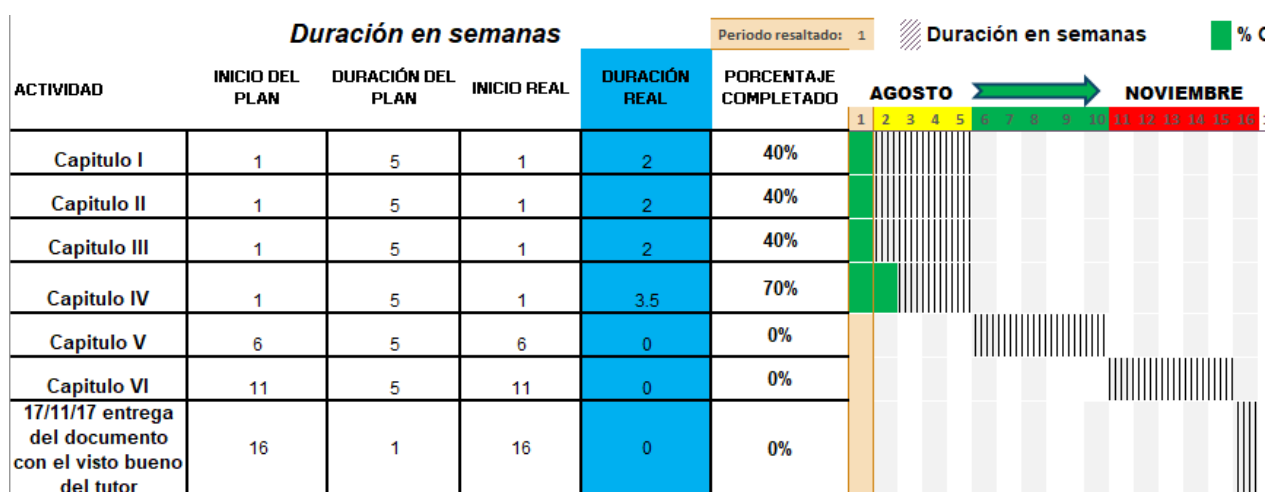 Duración en semanas
Periodo resaltado: 1
Duración en semanas
% C
ACTIVIDAD
INICIO DEL PLAN
DURACIÓN DEL PLAN
INICIO REAL
DURACIÓN REAL
PORCENTAJE COMPLETADO
AGOSTO
NOVIEMBRE
1 2 3 4 5 6 7 8 9 10 11 12 13 14 15 16
Capitulo I 1 5 1 2 40%
Capitulo II 1 5 1 2 40%
Capitulo III 1 5 1 2 40%
Capitulo IV 1 5 1 3.5 70%
Capitulo V 6 5 6 0 0%
Capitulo VI 11 5 11 0 0%
17/11/17 entrega
del documento
con el visto bueno
del tutor
16 1 16 0 0%